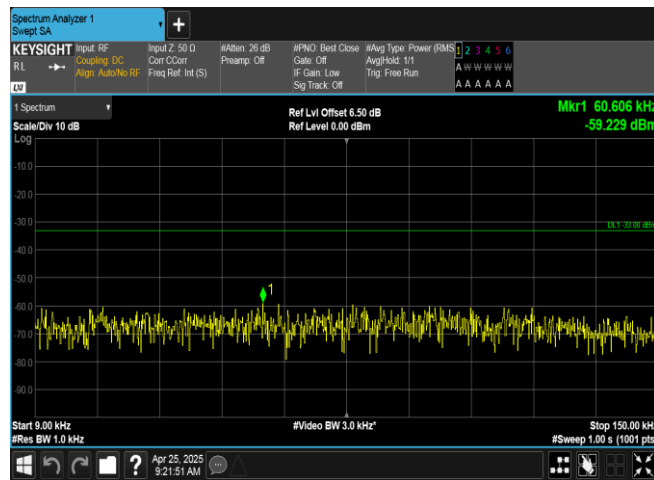 Spectrum Analyzer 1
Swept SA
+
KEYSIGHT Input: RF Input Z: 50 Ω #Atten: 26 dB #PNO: Best Close #Avg Type: Power (RMS 1 2 3 4 5 6
RL Coupling: DC Corr CCorr Preamp: Off Gate: Off Avg|Hold: 1/1 A W W W W W
Align: Auto/No RF Freq Ref: Int (S) IF Gain: Low Trig: Free Run
LXI Sig Track: Off A A A A A A
1 Spectrum Ref Lvl Offset 6.50 dB Mkr1 60.606 kHz
Scale/Div 10 dB Ref Level 0.00 dBm -59.229 dBm
Log
-10.0
-20.0
-30.0
DL1 -33.00 dBm
-40.0
-50.0
1
-60.0
-70.0
-80.0
-90.0
Start 9.00 kHz #Video BW 3.0 kHz* Stop 150.00 kHz
#Res BW 1.0 kHz #Sweep 1.00 s (1001 pts
? Apr 25, 2025
9:21:51 AM